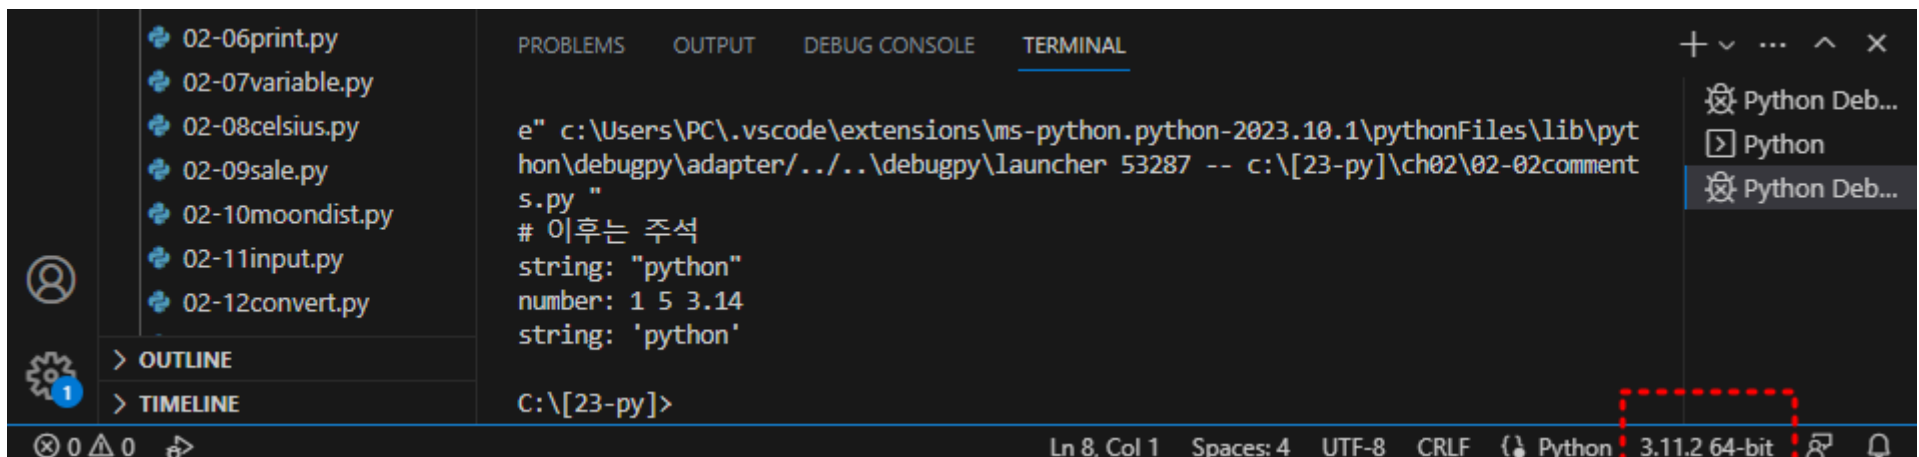 02-06print.py
02-07variable.py
02-08celsius.py
02-09sale.py
02-10moondist.py
02-11input.py
02-12convert.py
OUTLINE
TIMELINE
1
PROBLEMS OUTPUT DEBUG CONSOLE TERMINAL
e" c:\Users\PC\.vscode\extensions\ms-python.python-2023.10.1\pythonFiles\lib\pyt
hon\debugpy\adapter/../..\debugpy\launcher 53287 -- c:\[23-py]\ch02\02-02comment
s.py "
# 이후는 주석
string: "python"
number: 1 5 3.14
string: 'python'
C:\[23-py]>
Python Deb...
Python
Python Deb...
0 0 Ln 8, Col 1 Spaces: 4 UTF-8 CRLF Python 3.11.2 64-bit